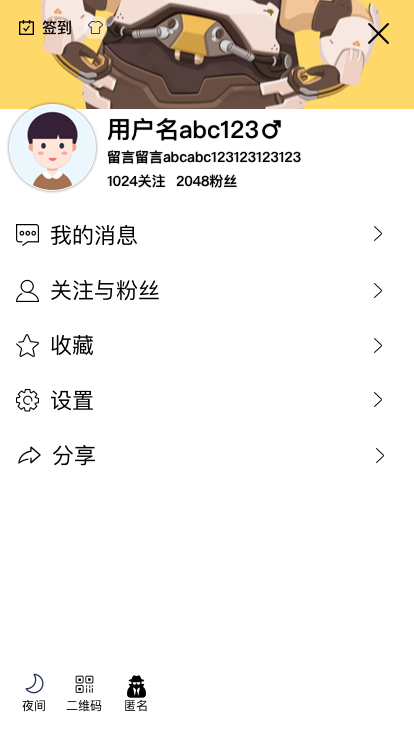 签到
用户名abc123♂
留言留言abcabc123123123123
1024关注 2048粉丝
我的消息
关注与粉丝
收藏
设置
分享
夜间 二维码 匿名